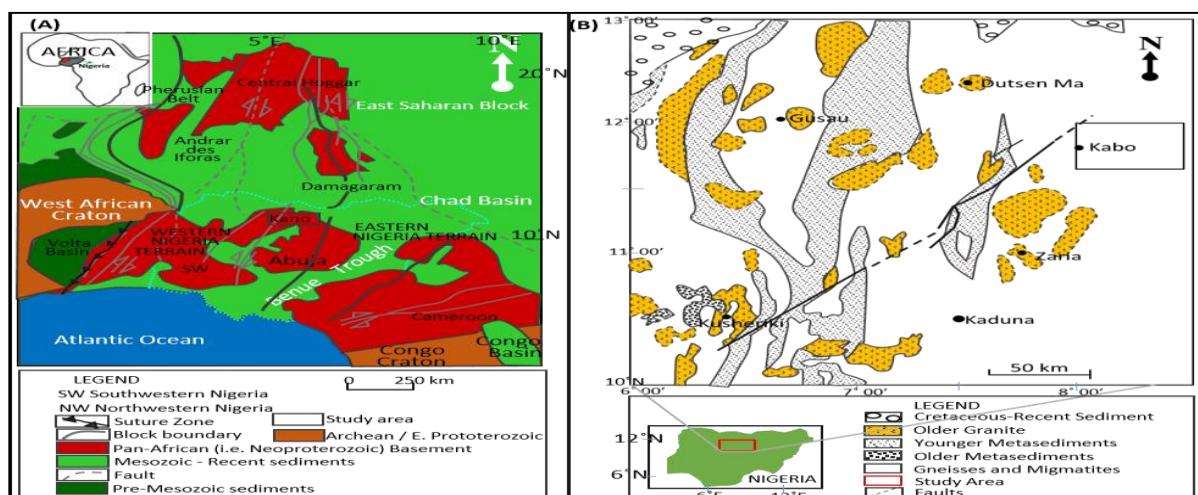 (A)
5°E
10°E
N
AFRICA
Nigeria
20°N
Central Hoggar
Pherusian
Belt
East Saharan Block
Andrar
des
Iforas
Damagaram
West African
Craton
Chad Basin
Kano
10°N
Volta
Basin
WESTERN
NIGERIA
TERRAIN
EASTERN
NIGERIA TERRAIN
SW
Abuja
Benue Trough
Cameroon
Atlantic Ocean
Congo
Craton
Congo
Basin
LEGEND
0 250 km
SW Southwestern Nigeria
NW Northwestern Nigeria
Suture Zone
Study area
Block boundary
Archean / E. Prototerozoic
Pan-African (i.e. Neoproterozoic) Basement
Mesozoic - Recent sediments
Fault
Pre-Mesozoic sediments
(B)
13°00'
N
Dutsen Ma
12°00'
Gusau
Kabo
11°00'
Zaria
Kusheriki
Kaduna
50 km
10°N
6°00'
7°00'
8°00'
LEGEND
Cretaceous-Recent Sediment
Older Granite
Younger Metasediments
Older Metasediments
Gneisses and Migmatites
Study Area
Faults
12°N
6°N
NIGERIA
6°E
12°E